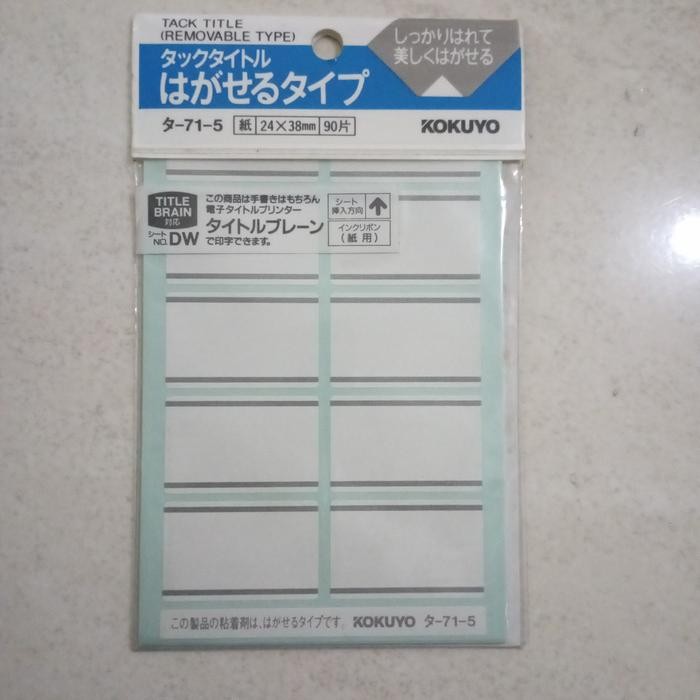 TACK TITLE
(REMOVABLE TYPE)
タックタイトル
はがせるタイプ
しっかりはれて
美しくはがせる
タ-71-5 紙 24×38mm 90片 KOKUYO
TITLE
BRAIN
対応
シート
NO. DW
この商品は手書きはもちろん
電子タイトルプリンター
タイトルブレーン
で印字できます。
シート
挿入方向
インクリボン
(紙用)
この製品の粘着剤は、はがせるタイプです。 KOKUYO タ-71-5